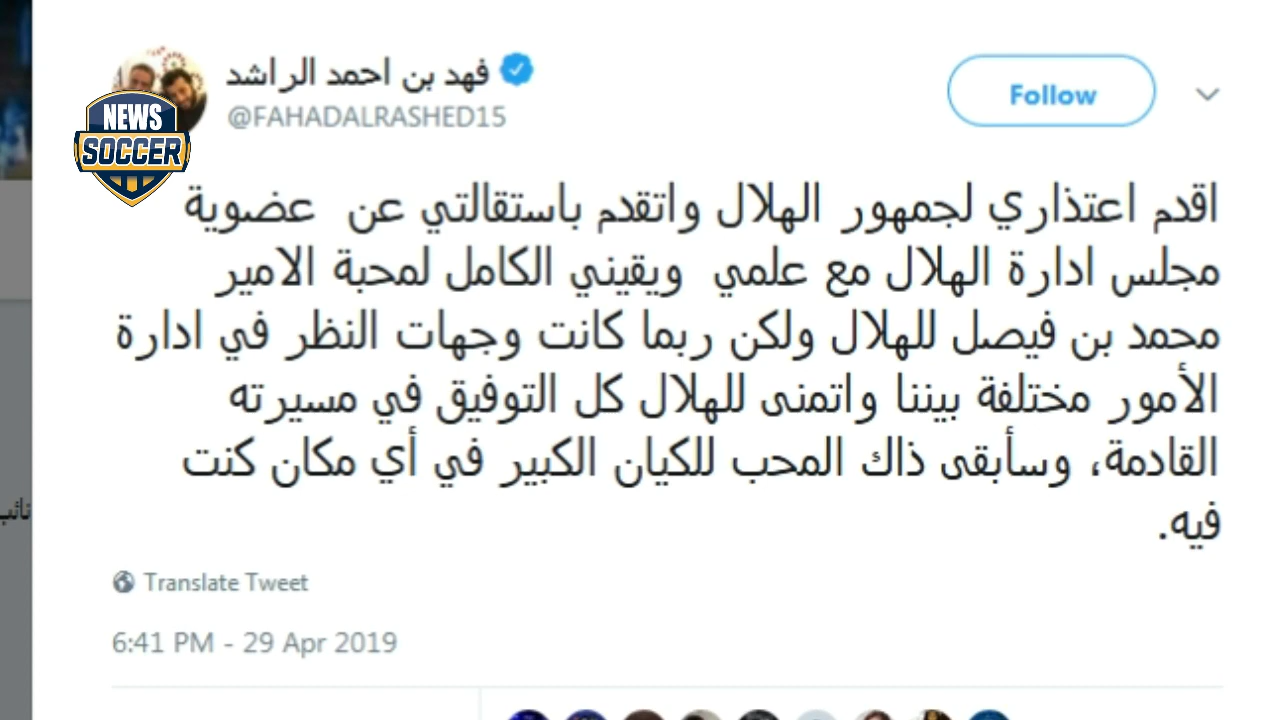 فهد بن احمد الراشد
@FAHADALRASHED15
Follow
NEWS
SOCCER
اقدم اعتذاري لجمهور الهلال واتقدم باستقالتي عن عضوية
مجلس ادارة الهلال مع علمي ويقيني الكامل لمحبة الامير
محمد بن فيصل للهلال ولكن ربما كانت وجهات النظر في ادارة
الأمور مختلفة بيننا واتمنى للهلال كل التوفيق في مسيرته
القادمة، وسأبقى ذاك المحب للكيان الكبير في أي مكان كنت
فيه.
نائب
Translate Tweet
6:41 PM - 29 Apr 2019